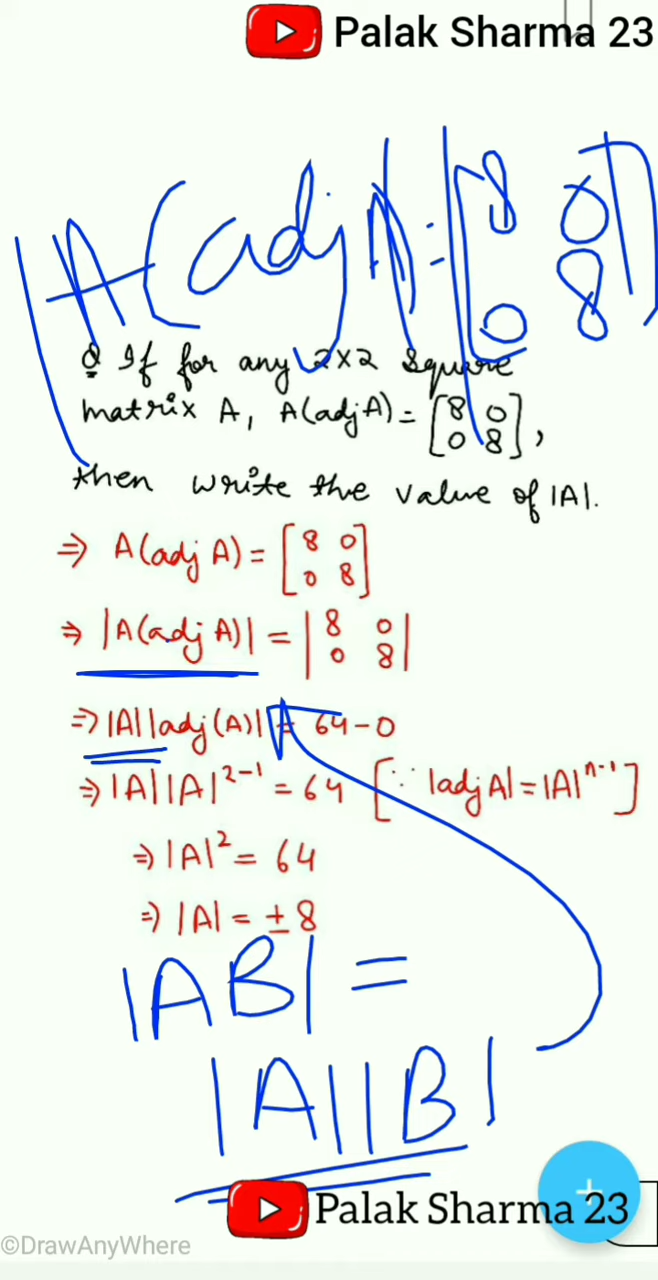 Palak Sharma 23
A(adj A) = [8 0
0 8]
Q If for any 2×2 square
matrix A, A(adj A) = [8 0
0 8],
then write the value of |A|.
⇒ A(adj A) = [8 0
0 8]
⇒ |A(adj A)| = |8 0
0 8|
⇒ |A||adj(A)| = 64-0
⇒ |A||A|²⁻¹ = 64 [∵ |adj A| = |A|ⁿ⁻¹]
⇒ |A|² = 64
⇒ |A| = ±8
|AB| =
|A||B|
Palak Sharma 23
©DrawAnyWhere